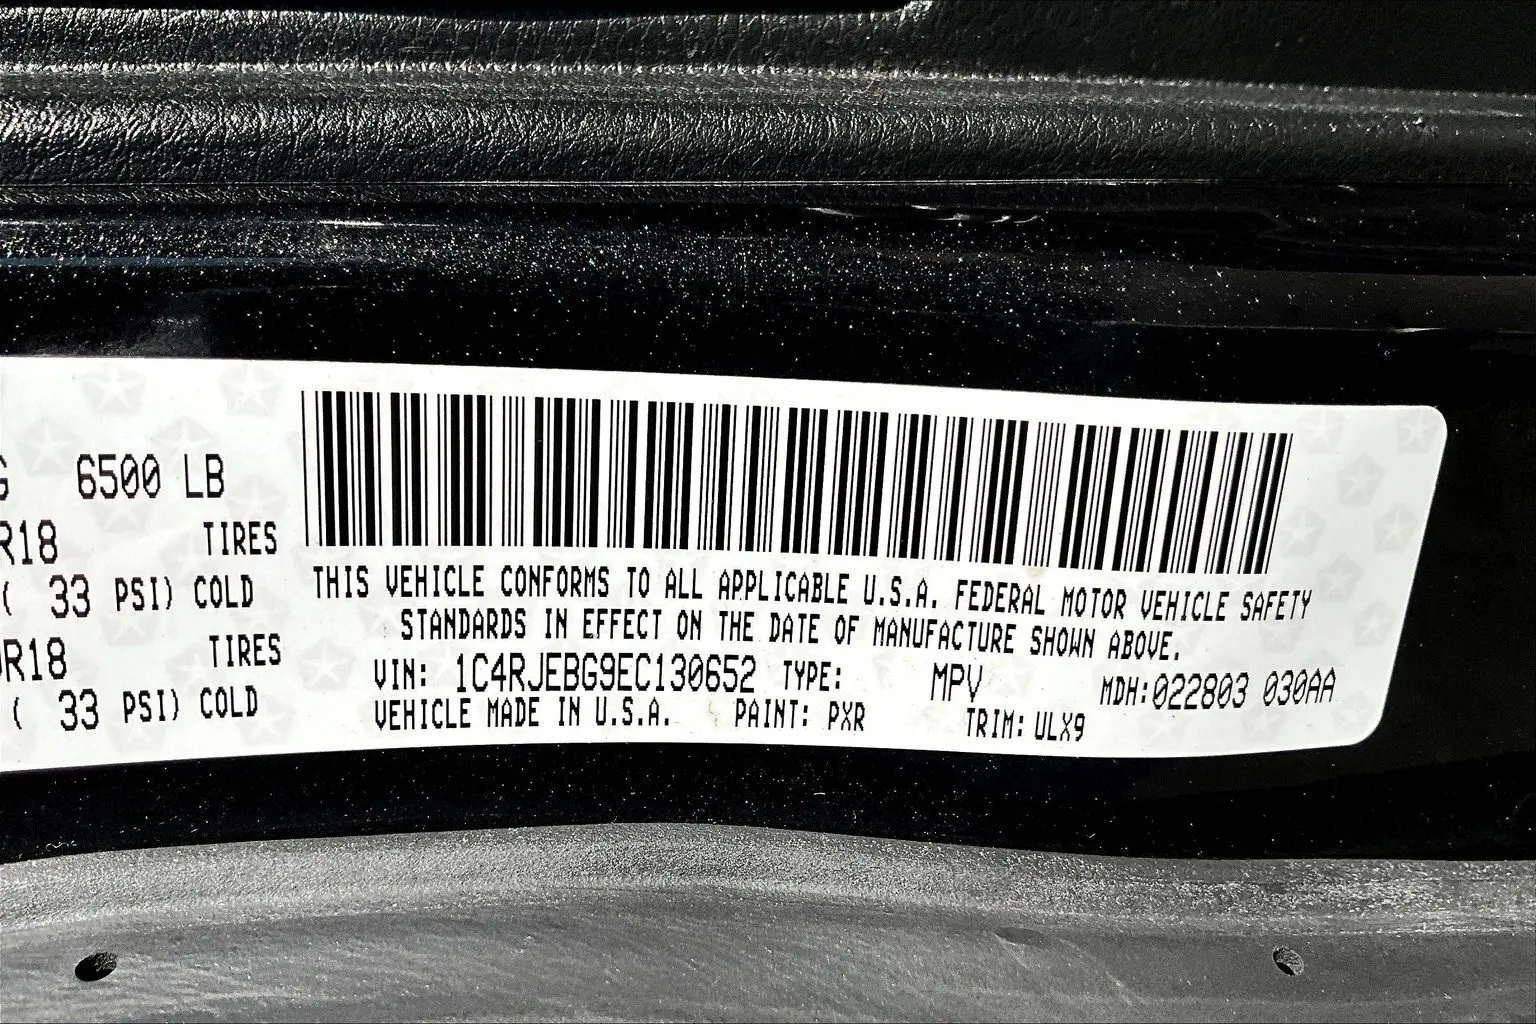 G 6500 LB
R18 TIRES
( 33 PSI) COLD
R18 TIRES
( 33 PSI) COLD
THIS VEHICLE CONFORMS TO ALL APPLICABLE U.S.A. FEDERAL MOTOR VEHICLE SAFETY
STANDARDS IN EFFECT ON THE DATE OF MANUFACTURE SHOWN ABOVE.
VIN: 1C4RJEBG9EC130652 TYPE: MPV MDH:022803 030AA
VEHICLE MADE IN U.S.A. PAINT: PXR TRIM: ULX9